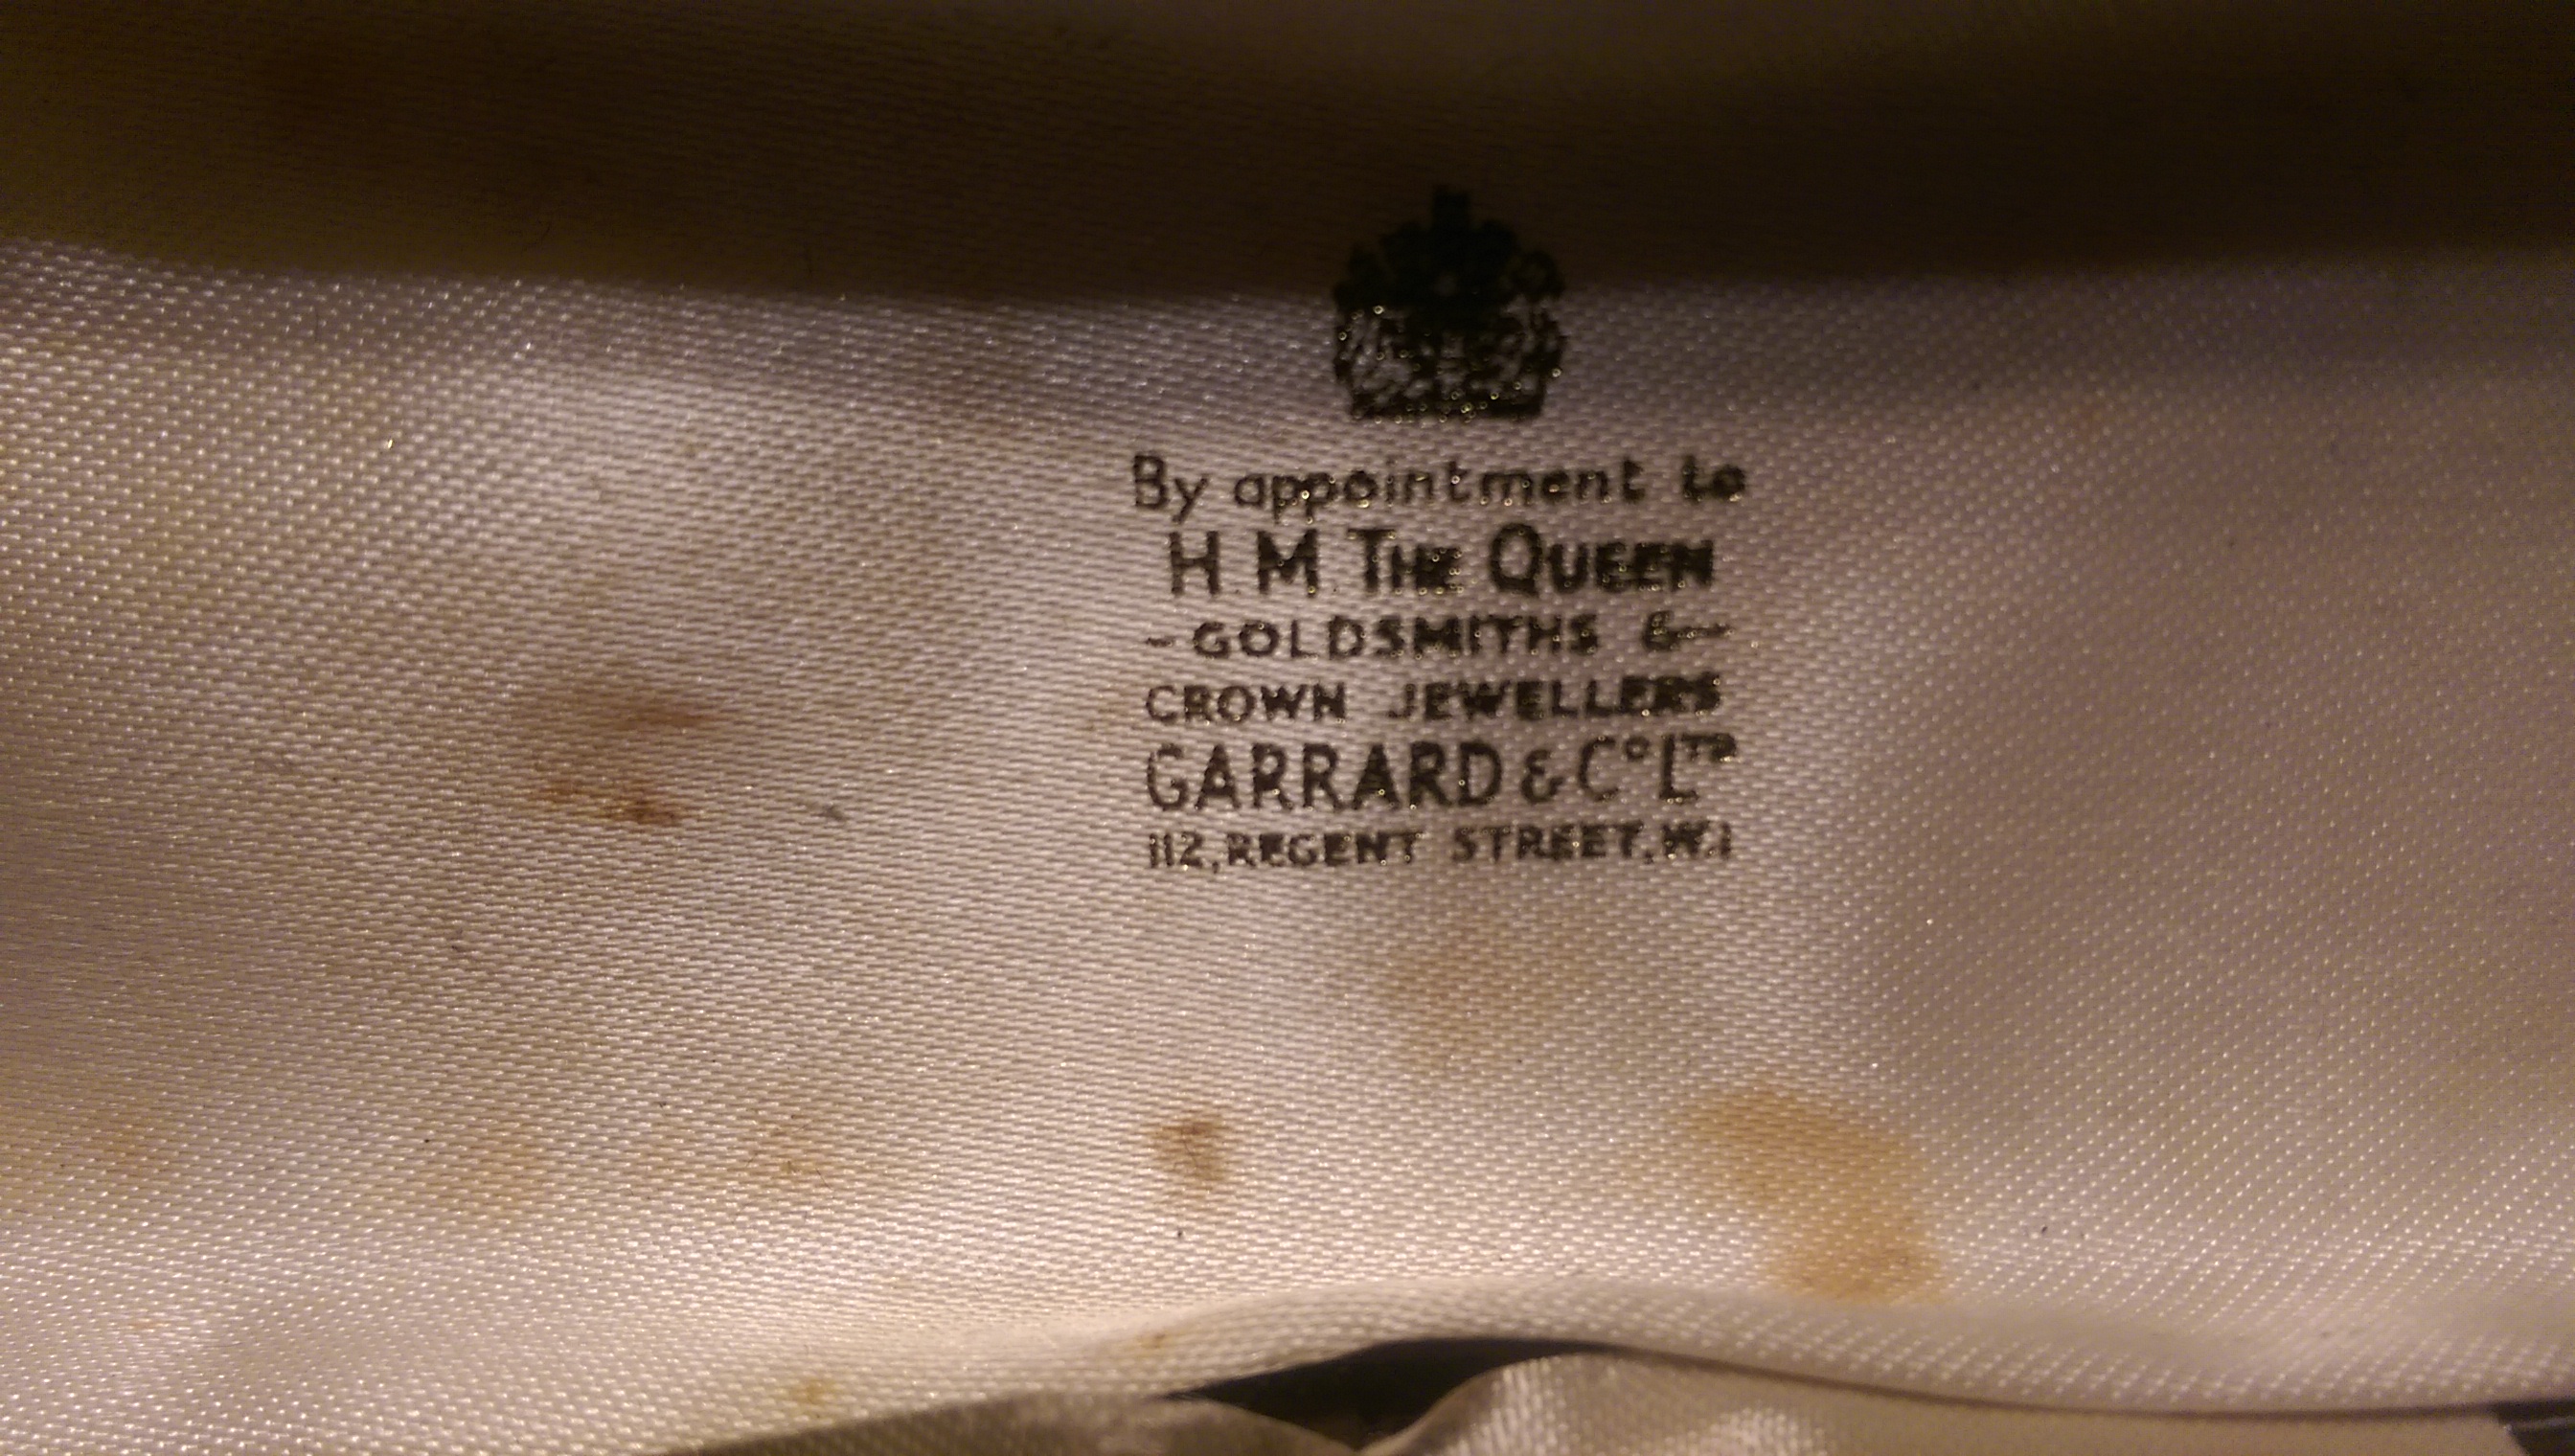 By appointment to
H.M. THE QUEEN
- GOLDSMITHS & -
CROWN JEWELLERS
GARRARD & Cº LTD
112, REGENT STREET, W.1